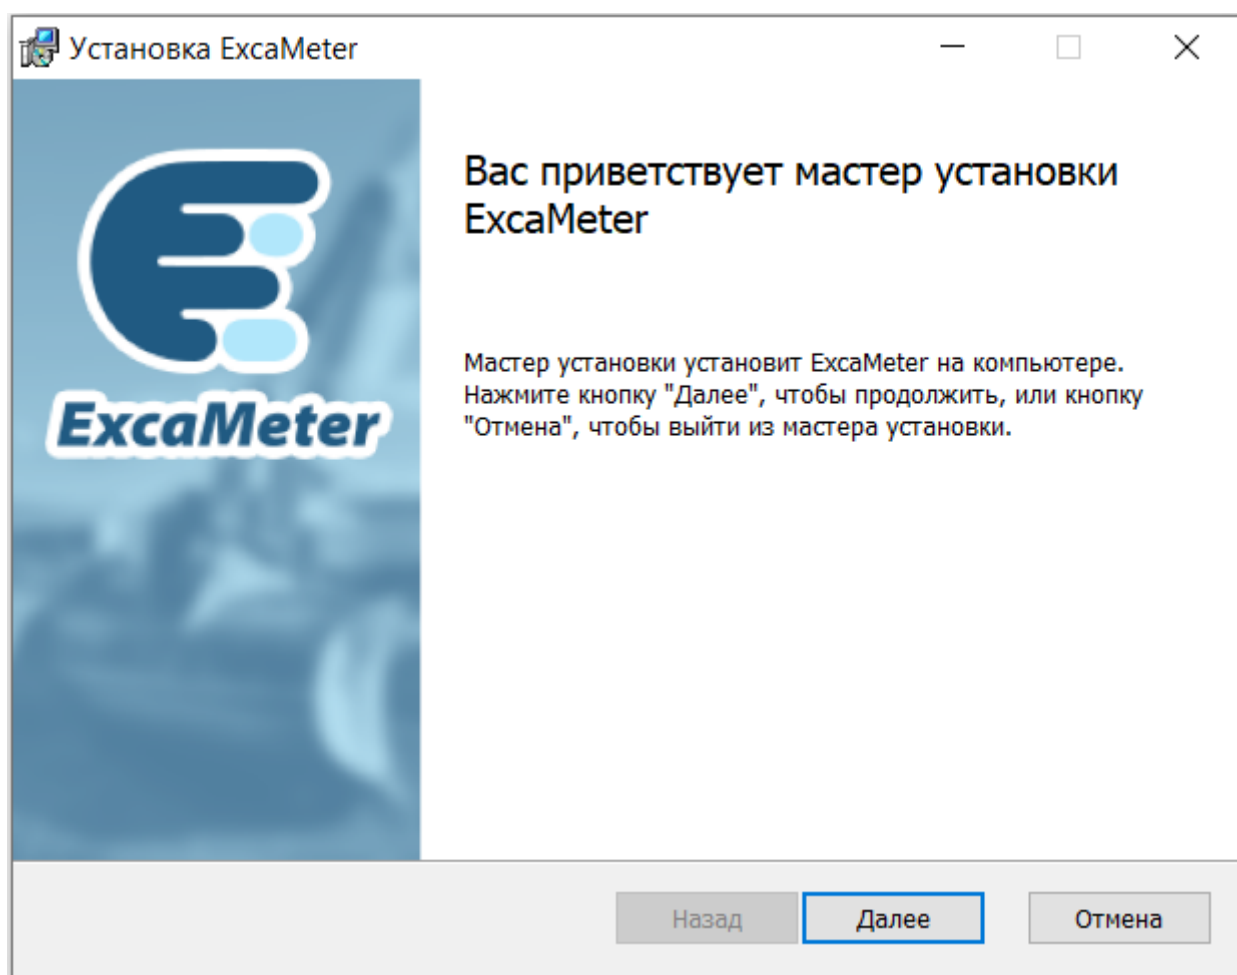 Установка ExcaMeter
ExcaMeter
Вас приветствует мастер установки
ExcaMeter
Мастер установки установит ExcaMeter на компьютере.
Нажмите кнопку "Далее", чтобы продолжить, или кнопку
"Отмена", чтобы выйти из мастера установки.
Назад
Далее
Отмена